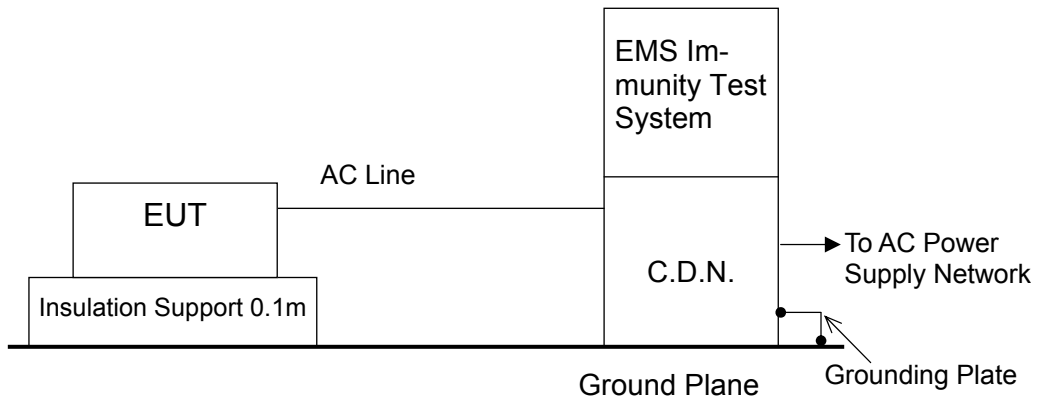 EMS Im-
munity Test
System
AC Line
EUT
To AC Power
Supply Network
C.D.N.
Insulation Support 0.1m
Grounding Plate
Ground Plane